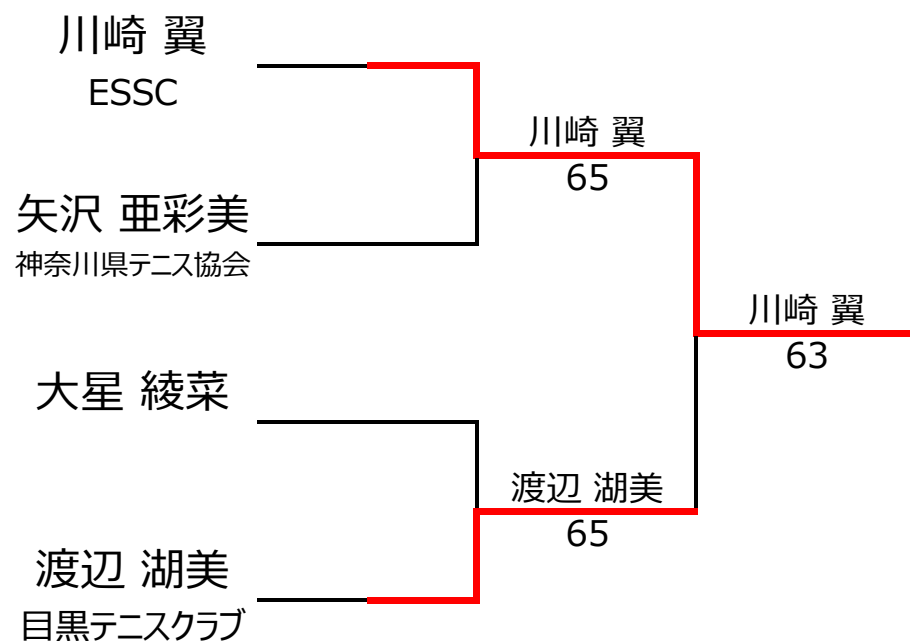 川崎 翼
ESSC
川崎 翼
65
矢沢 亜彩美
神奈川県テニス協会
川崎 翼
63
大星 綾菜
渡辺 湖美
65
渡辺 湖美
目黒テニスクラブ